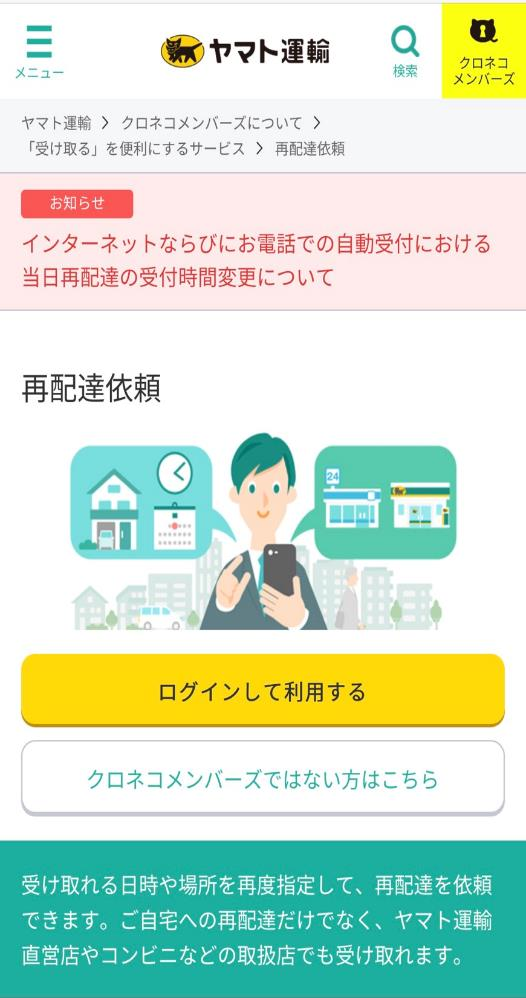 メニュー
ヤマト運輸
検索
クロネコ
メンバーズ
ヤマト運輸 > クロネコメンバーズについて >
「受け取る」を便利にするサービス > 再配達依頼
お知らせ
インターネットならびにお電話での自動受付における
当日再配達の受付時間変更について
再配達依頼
24
ログインして利用する
クロネコメンバーズではない方はこちら
受け取れる日時や場所を再度指定して、再配達を依頼
できます。ご自宅への再配達だけでなく、ヤマト運輸
直営店やコンビニなどの取扱店でも受け取れます。